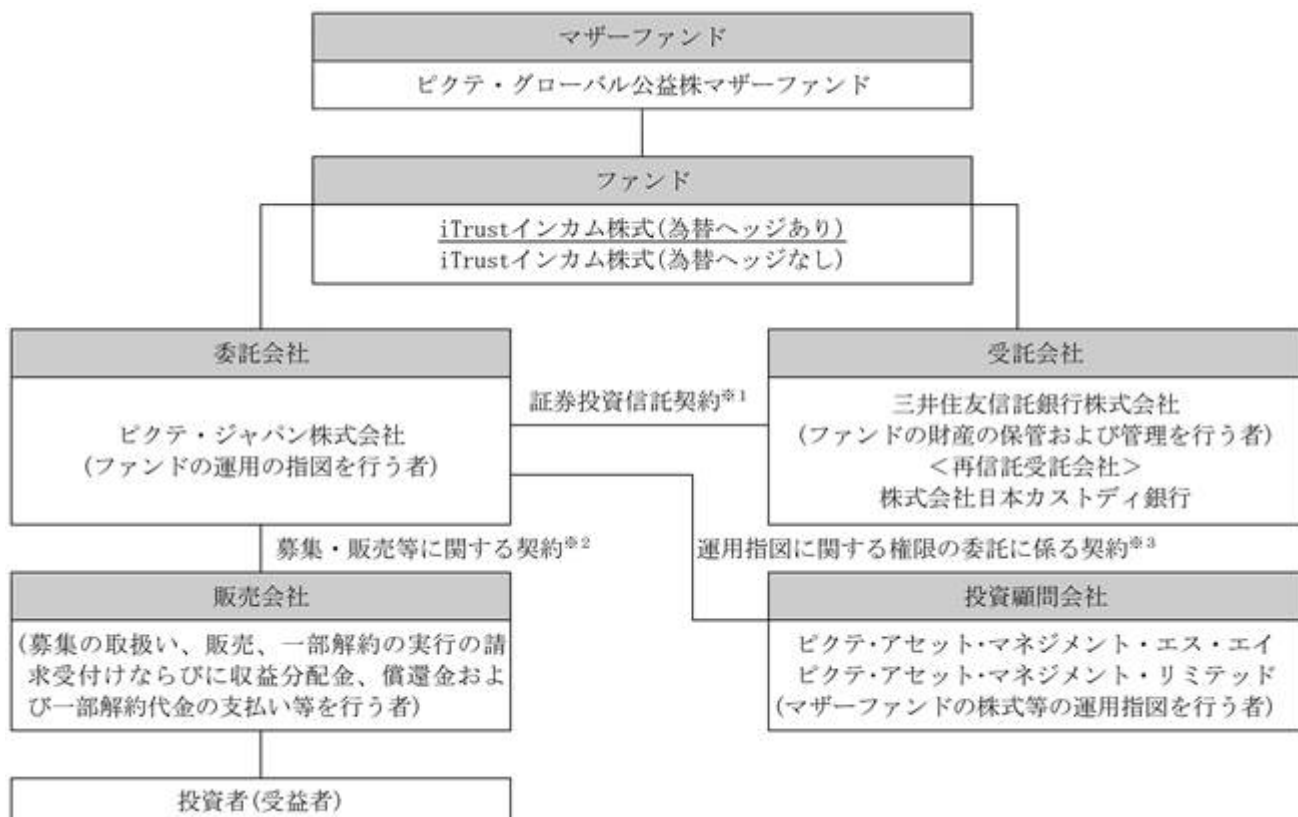 マザーファンド
ピクテ・グローバル公益株マザーファンド
ファンド
iTrustインカム株式(為替ヘッジあり)
iTrustインカム株式(為替ヘッジなし)
委託会社
ピクテ・ジャパン株式会社
(ファンドの運用の指図を行う者)
証券投資信託契約※1
受託会社
三井住友信託銀行株式会社
(ファンドの財産の保管および管理を行う者)
＜再信託受託会社＞
株式会社日本カストディ銀行
募集・販売等に関する契約※2
運用指図に関する権限の委託に係る契約※3
販売会社
(募集の取扱い、販売、一部解約の実行の請
求受付けならびに収益分配金、償還金およ
び一部解約代金の支払い等を行う者)
投資顧問会社
ピクテ・アセット・マネジメント・エス・エイ
ピクテ・アセット・マネジメント・リミテッド
(マザーファンドの株式等の運用指図を行う者)
投資者(受益者)